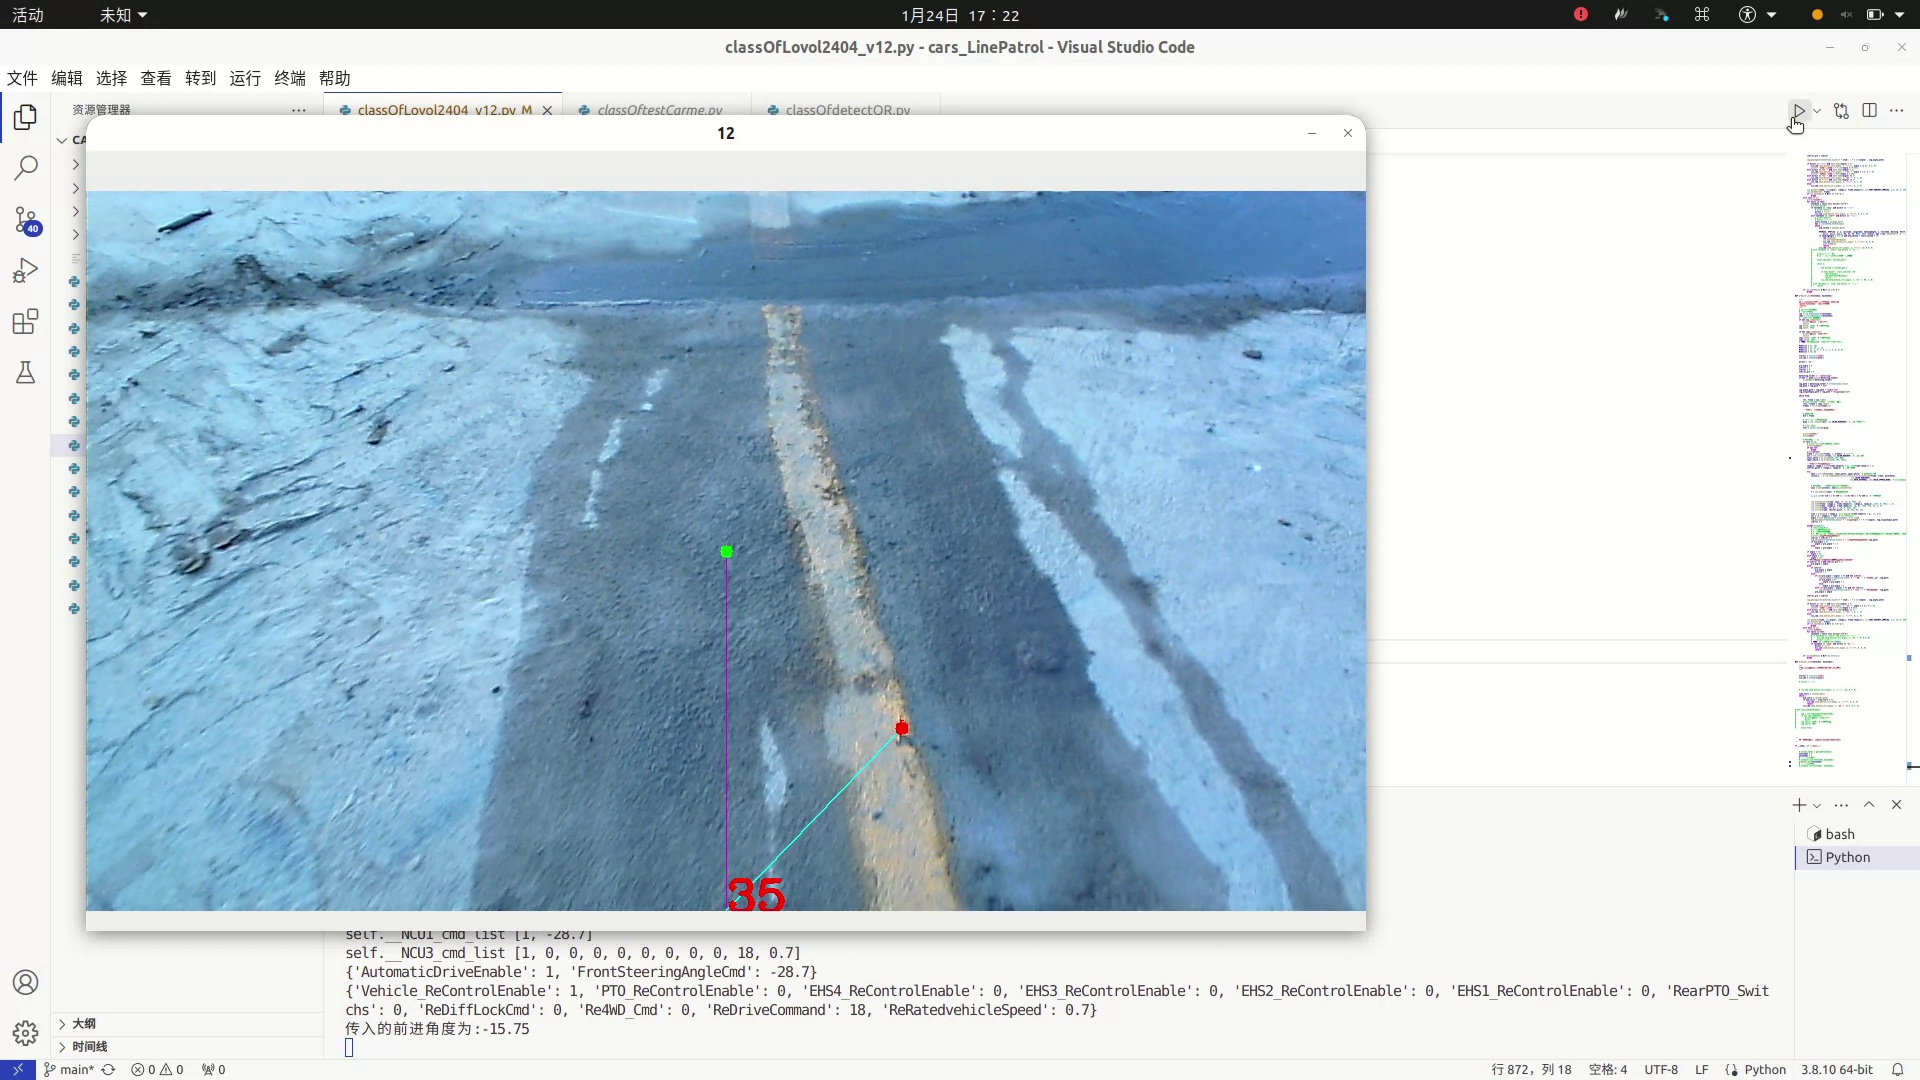 活动 未知 1月24日 17：22
classOfLovol2404_v12.py - cars_LinePatrol - Visual Studio Code
文件 编辑 选择 查看 转到 运行 终端 帮助
资源管理器 ··· classOfLovol2404_v12.py M classOftestCarme.py classOfdetectQR.py
CA
12
40
35
bash
Python
self.__NCU1_cmd_list [1, -28.7]
self.__NCU3_cmd_list [1, 0, 0, 0, 0, 0, 0, 0, 0, 18, 0.7]
{'AutomaticDriveEnable': 1, 'FrontSteeringAngleCmd': -28.7}
{'Vehicle_ReControlEnable': 1, 'PTO_ReControlEnable': 0, 'EHS4_ReControlEnable': 0, 'EHS3_ReControlEnable': 0, 'EHS2_ReControlEnable': 0, 'EHS1_ReControlEnable': 0, 'RearPTO_Swit
chs': 0, 'ReDiffLockCmd': 0, 'Re4WD_Cmd': 0, 'ReDriveCommand': 18, 'ReRatedvehicleSpeed': 0.7}
传入的前进角度为:-15.75
大纲
时间线
main* 0 0 0 行 872，列 18 空格: 4 UTF-8 LF Python 3.8.10 64-bit